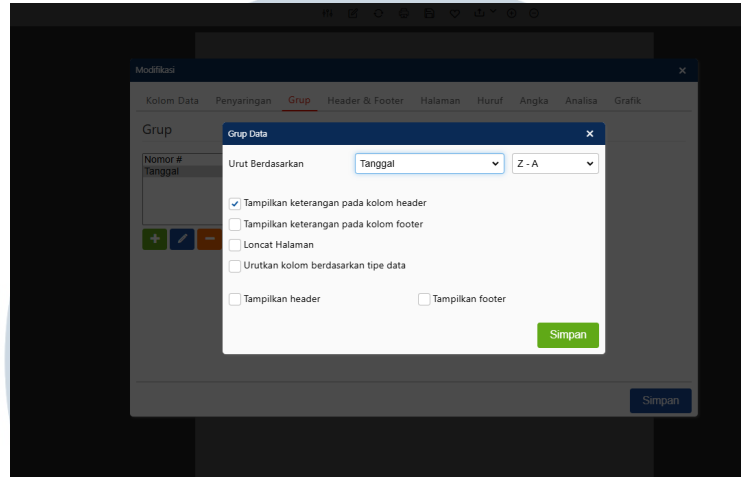 Modifikasi ×
Kolom Data Penyaringan Grup Header & Footer Halaman Huruf Angka Analisa Grafik
Grup
Nomor #
Tanggal
Grup Data ×
Urut Berdasarkan Tanggal Z - A
Tampilkan keterangan pada kolom header
Tampilkan keterangan pada kolom footer
Loncat Halaman
Urutkan kolom berdasarkan tipe data
Tampilkan header Tampilkan footer
Simpan
Simpan